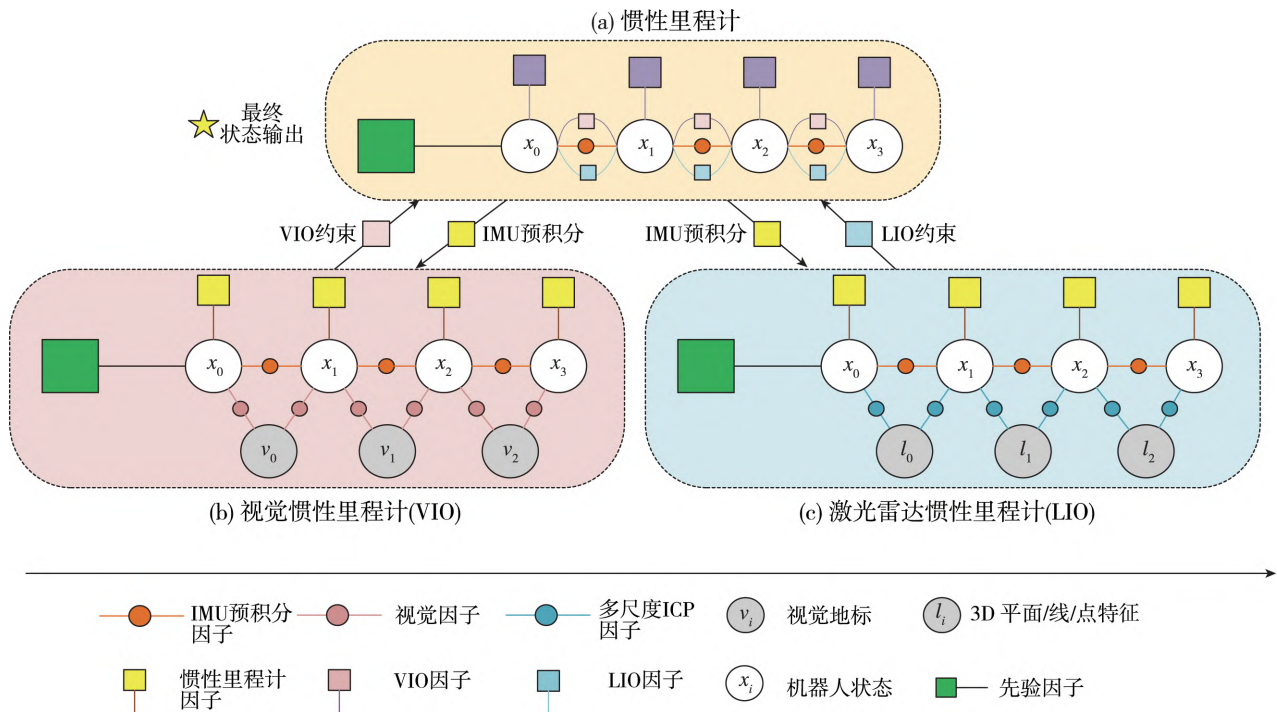 (a) 惯性里程计
最终
状态输出
x0 x1 x2 x3
VIO约束 IMU预积分 IMU预积分 LIO约束
x0 x1 x2 x3
x0 x1 x2 x3
v0 v1 v2
l0 l1 l2
(b) 视觉惯性里程计(VIO)
(c) 激光雷达惯性里程计(LIO)
IMU预积分
因子
视觉因子
多尺度ICP
因子
vi 视觉地标
li 3D 平面/线/点特征
惯性里程计
因子
VIO因子
LIO因子
xi 机器人状态
先验因子